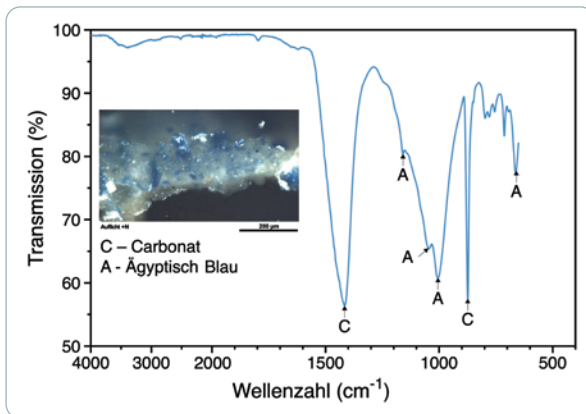 100
90
80
70
60
50
Transmission (%)
4000
3000
2000
1500
1000
500
Wellenzahl (cm⁻¹)
Auflicht +N
200 µm
C – Carbonat
A - Ägyptisch Blau
C
A
A
A
C
A